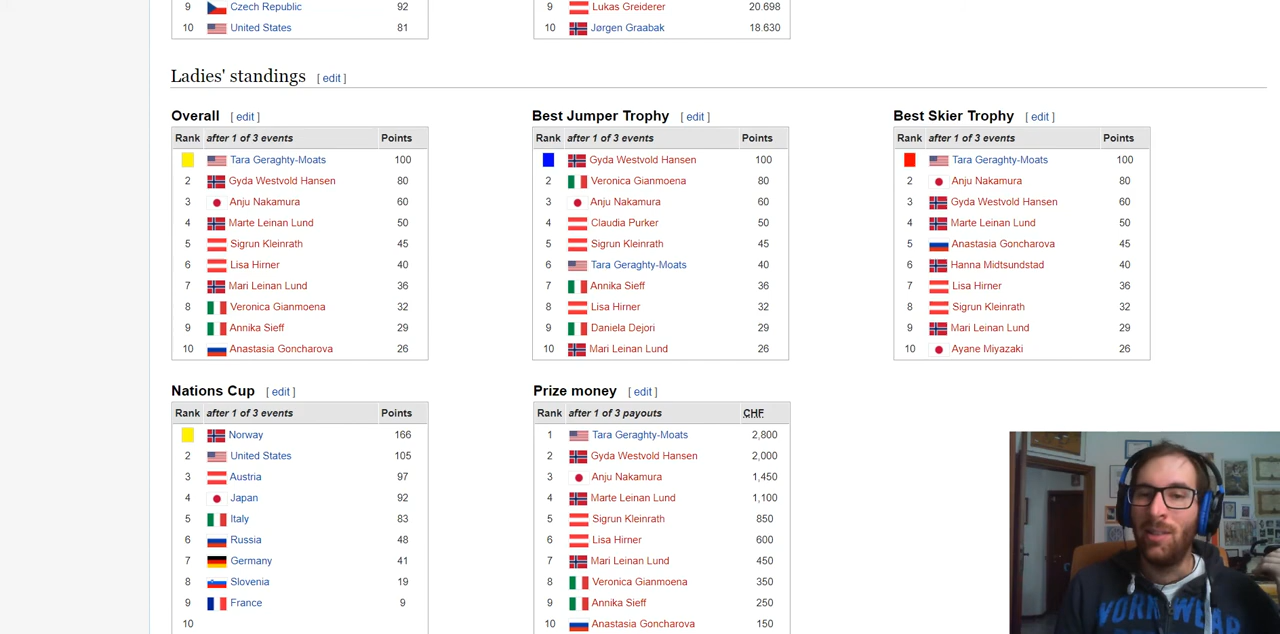 9 Czech Republic 92
10 United States 81
9 Lukas Greiderer 20.698
10 Jørgen Graabak 18.630
Ladies' standings [ edit ]
Overall [ edit ]
Rank after 1 of 3 events Points
Tara Geraghty-Moats 100
2 Gyda Westvold Hansen 80
3 Anju Nakamura 60
4 Marte Leinan Lund 50
5 Sigrun Kleinrath 45
6 Lisa Hirner 40
7 Mari Leinan Lund 36
8 Veronica Gianmoena 32
9 Annika Sieff 29
10 Anastasia Goncharova 26
Best Jumper Trophy [ edit ]
Rank after 1 of 3 events Points
Gyda Westvold Hansen 100
2 Veronica Gianmoena 80
3 Anju Nakamura 60
4 Claudia Purker 50
5 Sigrun Kleinrath 45
6 Tara Geraghty-Moats 40
7 Annika Sieff 36
8 Lisa Hirner 32
9 Daniela Dejori 29
10 Mari Leinan Lund 26
Best Skier Trophy [ edit ]
Rank after 1 of 3 events Points
Tara Geraghty-Moats 100
2 Anju Nakamura 80
3 Gyda Westvold Hansen 60
4 Marte Leinan Lund 50
5 Anastasia Goncharova 45
6 Hanna Midtsundstad 40
7 Lisa Hirner 36
8 Sigrun Kleinrath 32
9 Mari Leinan Lund 29
10 Ayane Miyazaki 26
Nations Cup [ edit ]
Rank after 1 of 3 events Points
Norway 166
2 United States 105
3 Austria 97
4 Japan 92
5 Italy 83
6 Russia 48
7 Germany 41
8 Slovenia 19
9 France 9
10
Prize money [ edit ]
Rank after 1 of 3 payouts CHF
1 Tara Geraghty-Moats 2,800
2 Gyda Westvold Hansen 2,000
3 Anju Nakamura 1,450
4 Marte Leinan Lund 1,100
5 Sigrun Kleinrath 850
6 Lisa Hirner 600
7 Mari Leinan Lund 450
8 Veronica Gianmoena 350
9 Annika Sieff 250
10 Anastasia Goncharova 150